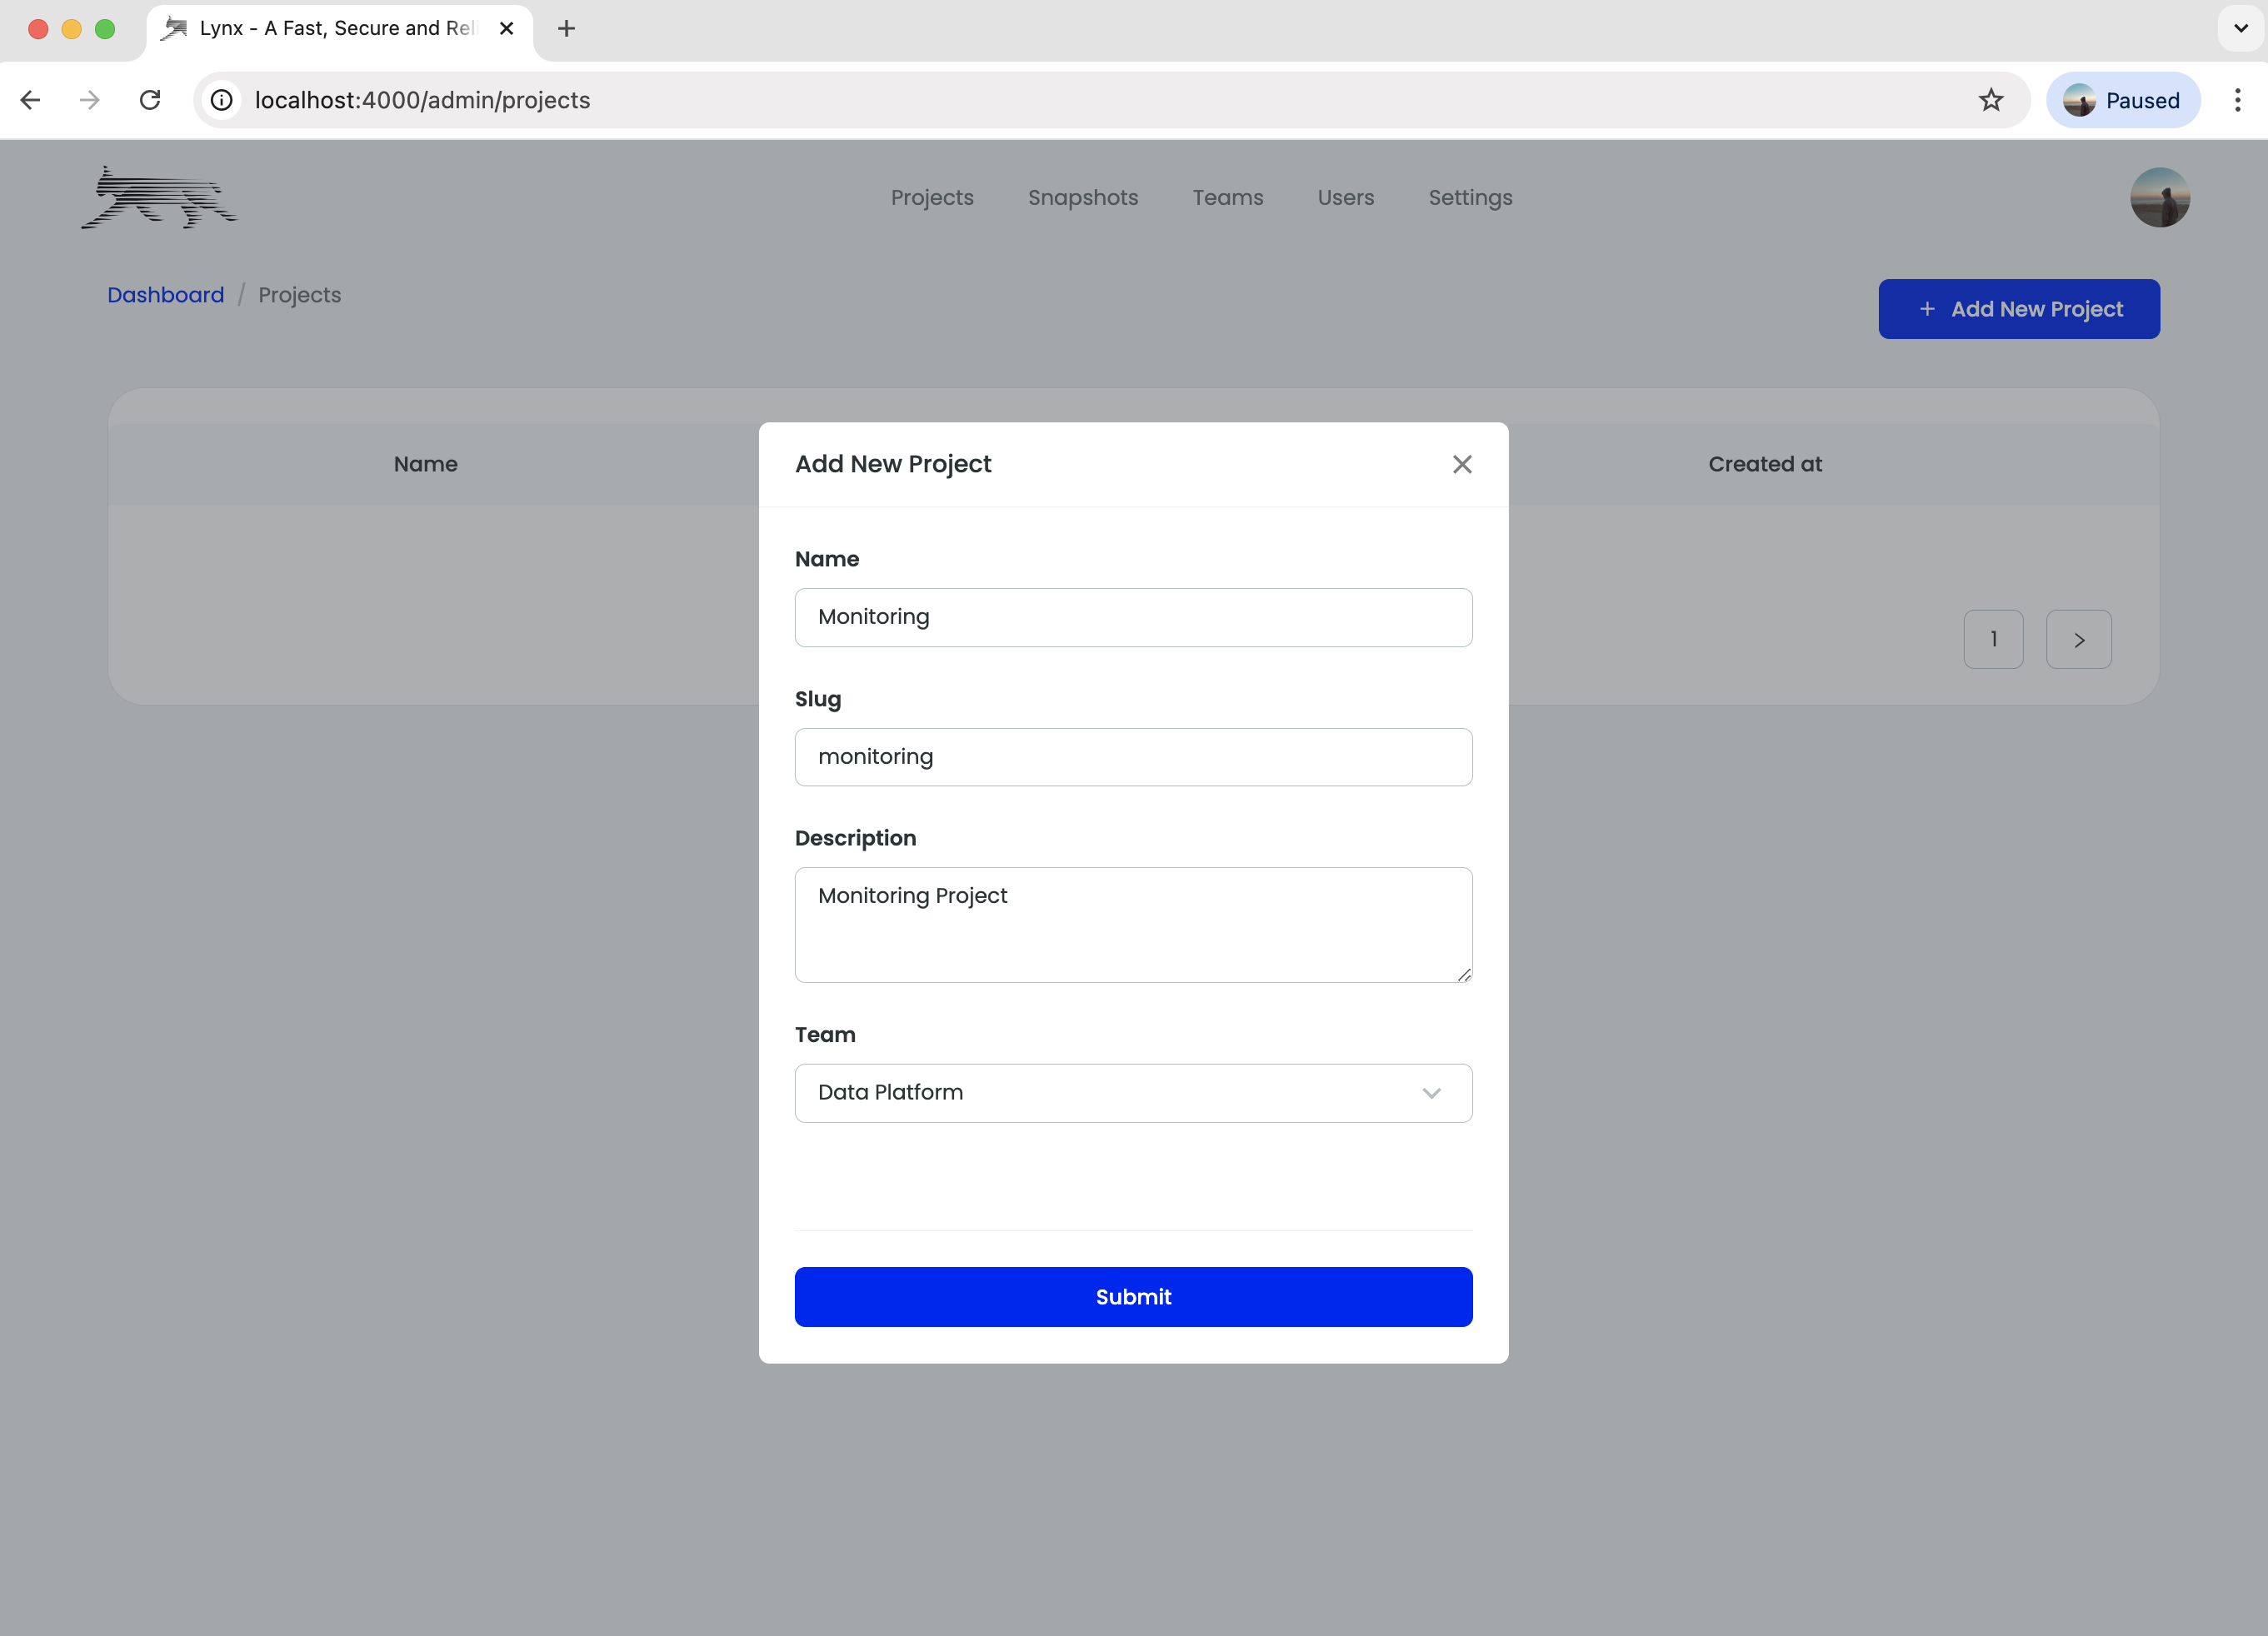 Lynx - A Fast, Secure and Reli
localhost:4000/admin/projects
Paused
Projects Snapshots Teams Users Settings
Dashboard / Projects
+ Add New Project
Name Created at
1 >
Add New Project
Name
Monitoring
Slug
monitoring
Description
Monitoring Project
Team
Data Platform
Submit